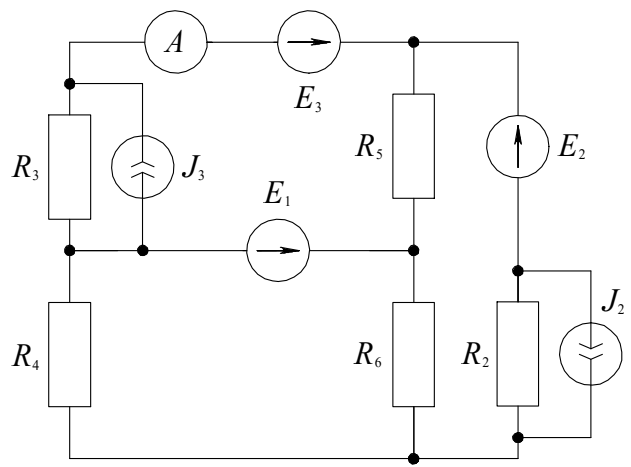 A
E₃
R₃
J₃
R₅
E₂
E₁
R₄
R₆
R₂
J₂